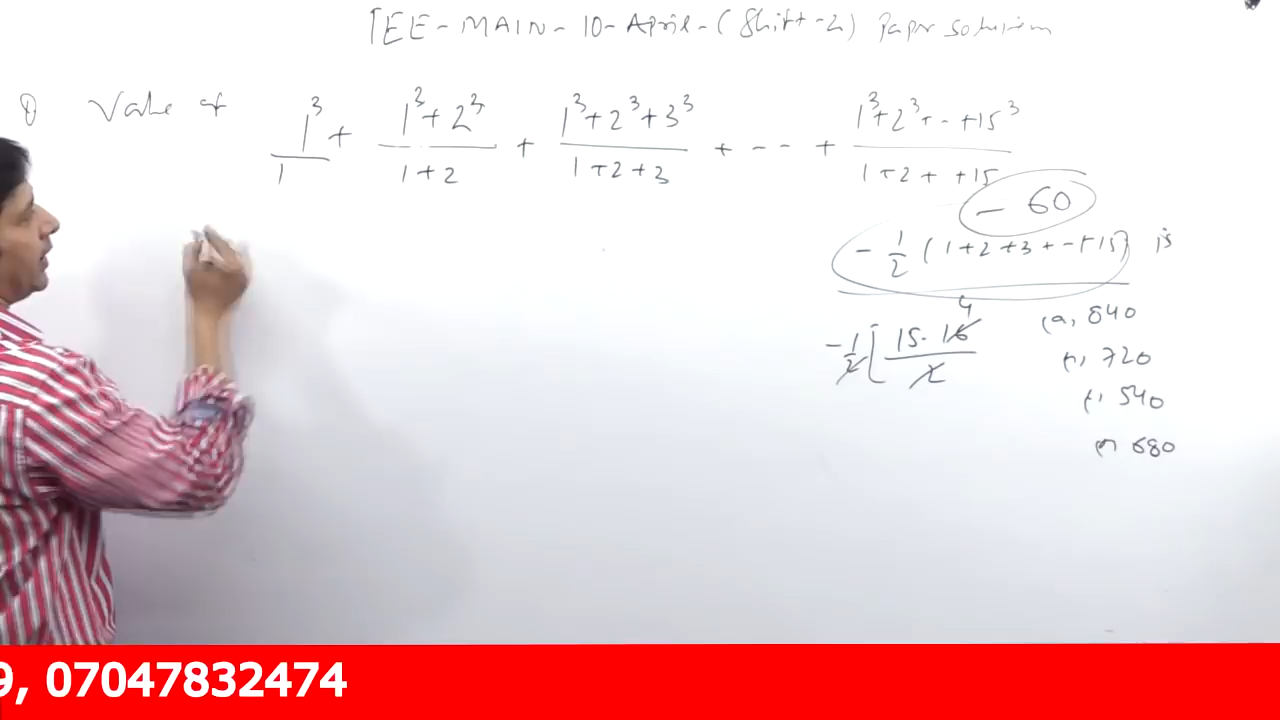 JEE - MAIN - 10 - April - (Shift - 2) Paper solution
Value of 1³/1 + (1³+2³)/(1+2) + (1³+2³+3³)/(1+2+3) + -- + (1³+2³+-+15³)/(1+2+ +15)
- 60
- 1/2 (1+2+3+-+15) is
-1/2 [ 15. 16/2
4
(a, 840
720
540
680
9, 07047832474